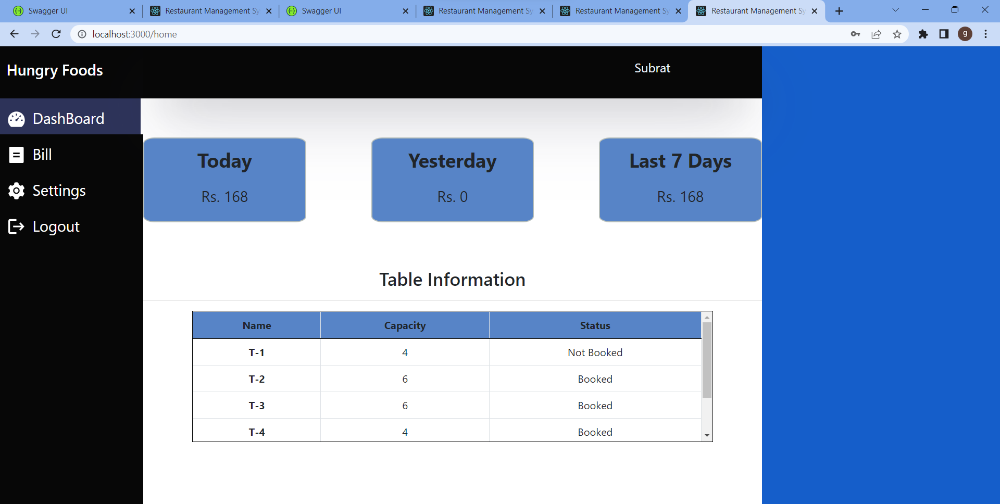 Swagger UI
Restaurant Management Sy
Swagger UI
Restaurant Management Sy
Restaurant Management Sy
Restaurant Management Sy
localhost:3000/home
g
Hungry Foods
Subrat
DashBoard
Bill
Settings
Logout
Today
Rs. 168
Yesterday
Rs. 0
Last 7 Days
Rs. 168
Table Information
Name Capacity Status
T-1 4 Not Booked
T-2 6 Booked
T-3 6 Booked
T-4 4 Booked